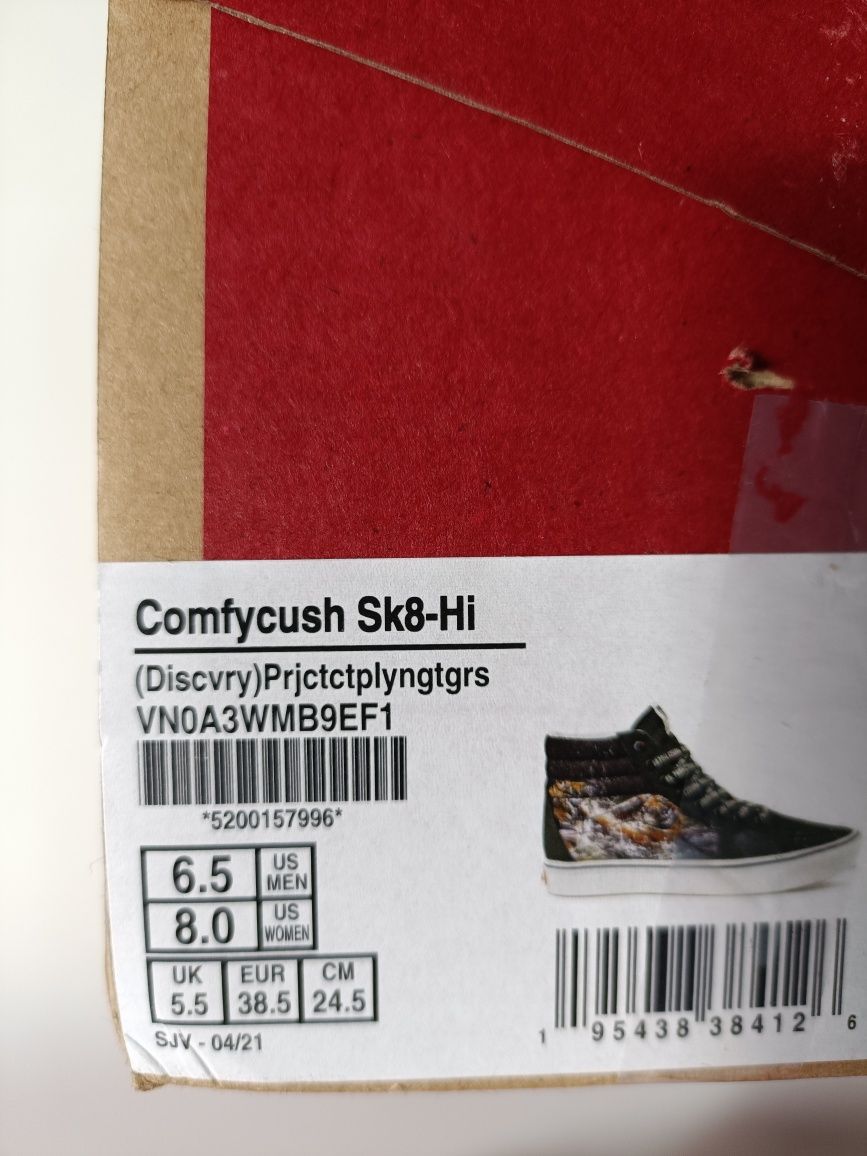 Comfycush Sk8-Hi
(Discvry)Prjctctplyngtgrs
VN0A3WMB9EF1
*5200157996*
6.5 US MEN
8.0 US WOMEN
UK EUR CM
5.5 38.5 24.5
SJV - 04/21
1 95438 38412 6